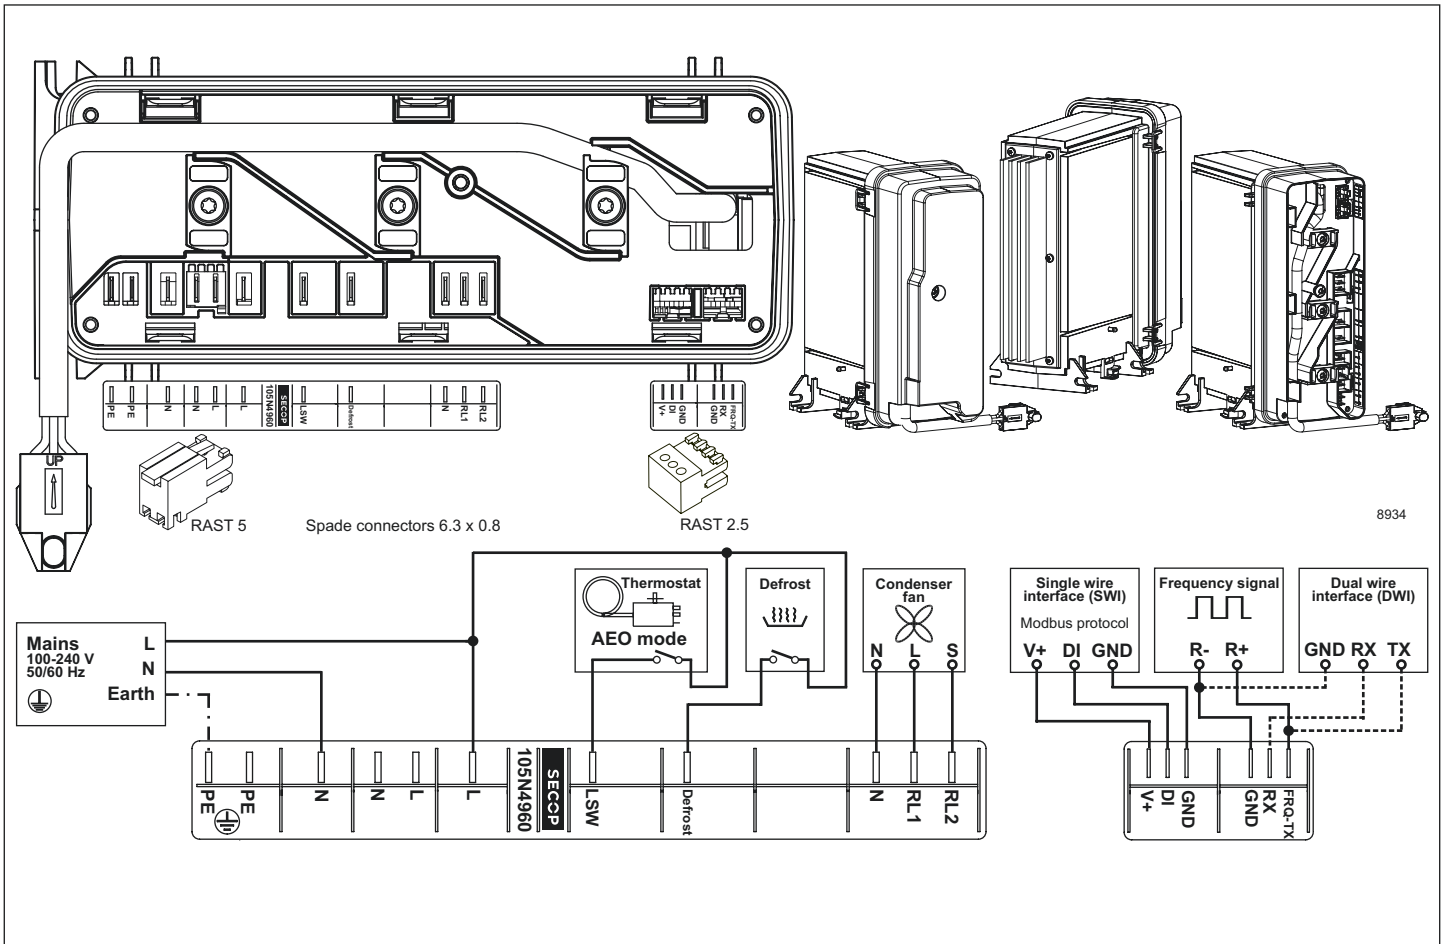 PE
PE
N
N
L
L
105N4960
SECOP
LSW
Defrost
N
RL1
RL2
V+
DI
GND
GND
RX
FRQ-TX
UP
RAST 5
Spade connectors 6.3 x 0.8
RAST 2.5
8934
Mains
100-240 V
50/60 Hz
L
N
Earth
Thermostat
AEO mode
Defrost
Condenser
fan
N L S
Single wire
interface (SWI)
Modbus protocol
V+ DI GND
Frequency signal
R- R+
Dual wire
interface (DWI)
GND RX TX
PE
PE
N
N
L
L
105N4960
SECOP
LSW
Defrost
N
RL1
RL2
V+
DI
GND
GND
RX
FRQ-TX